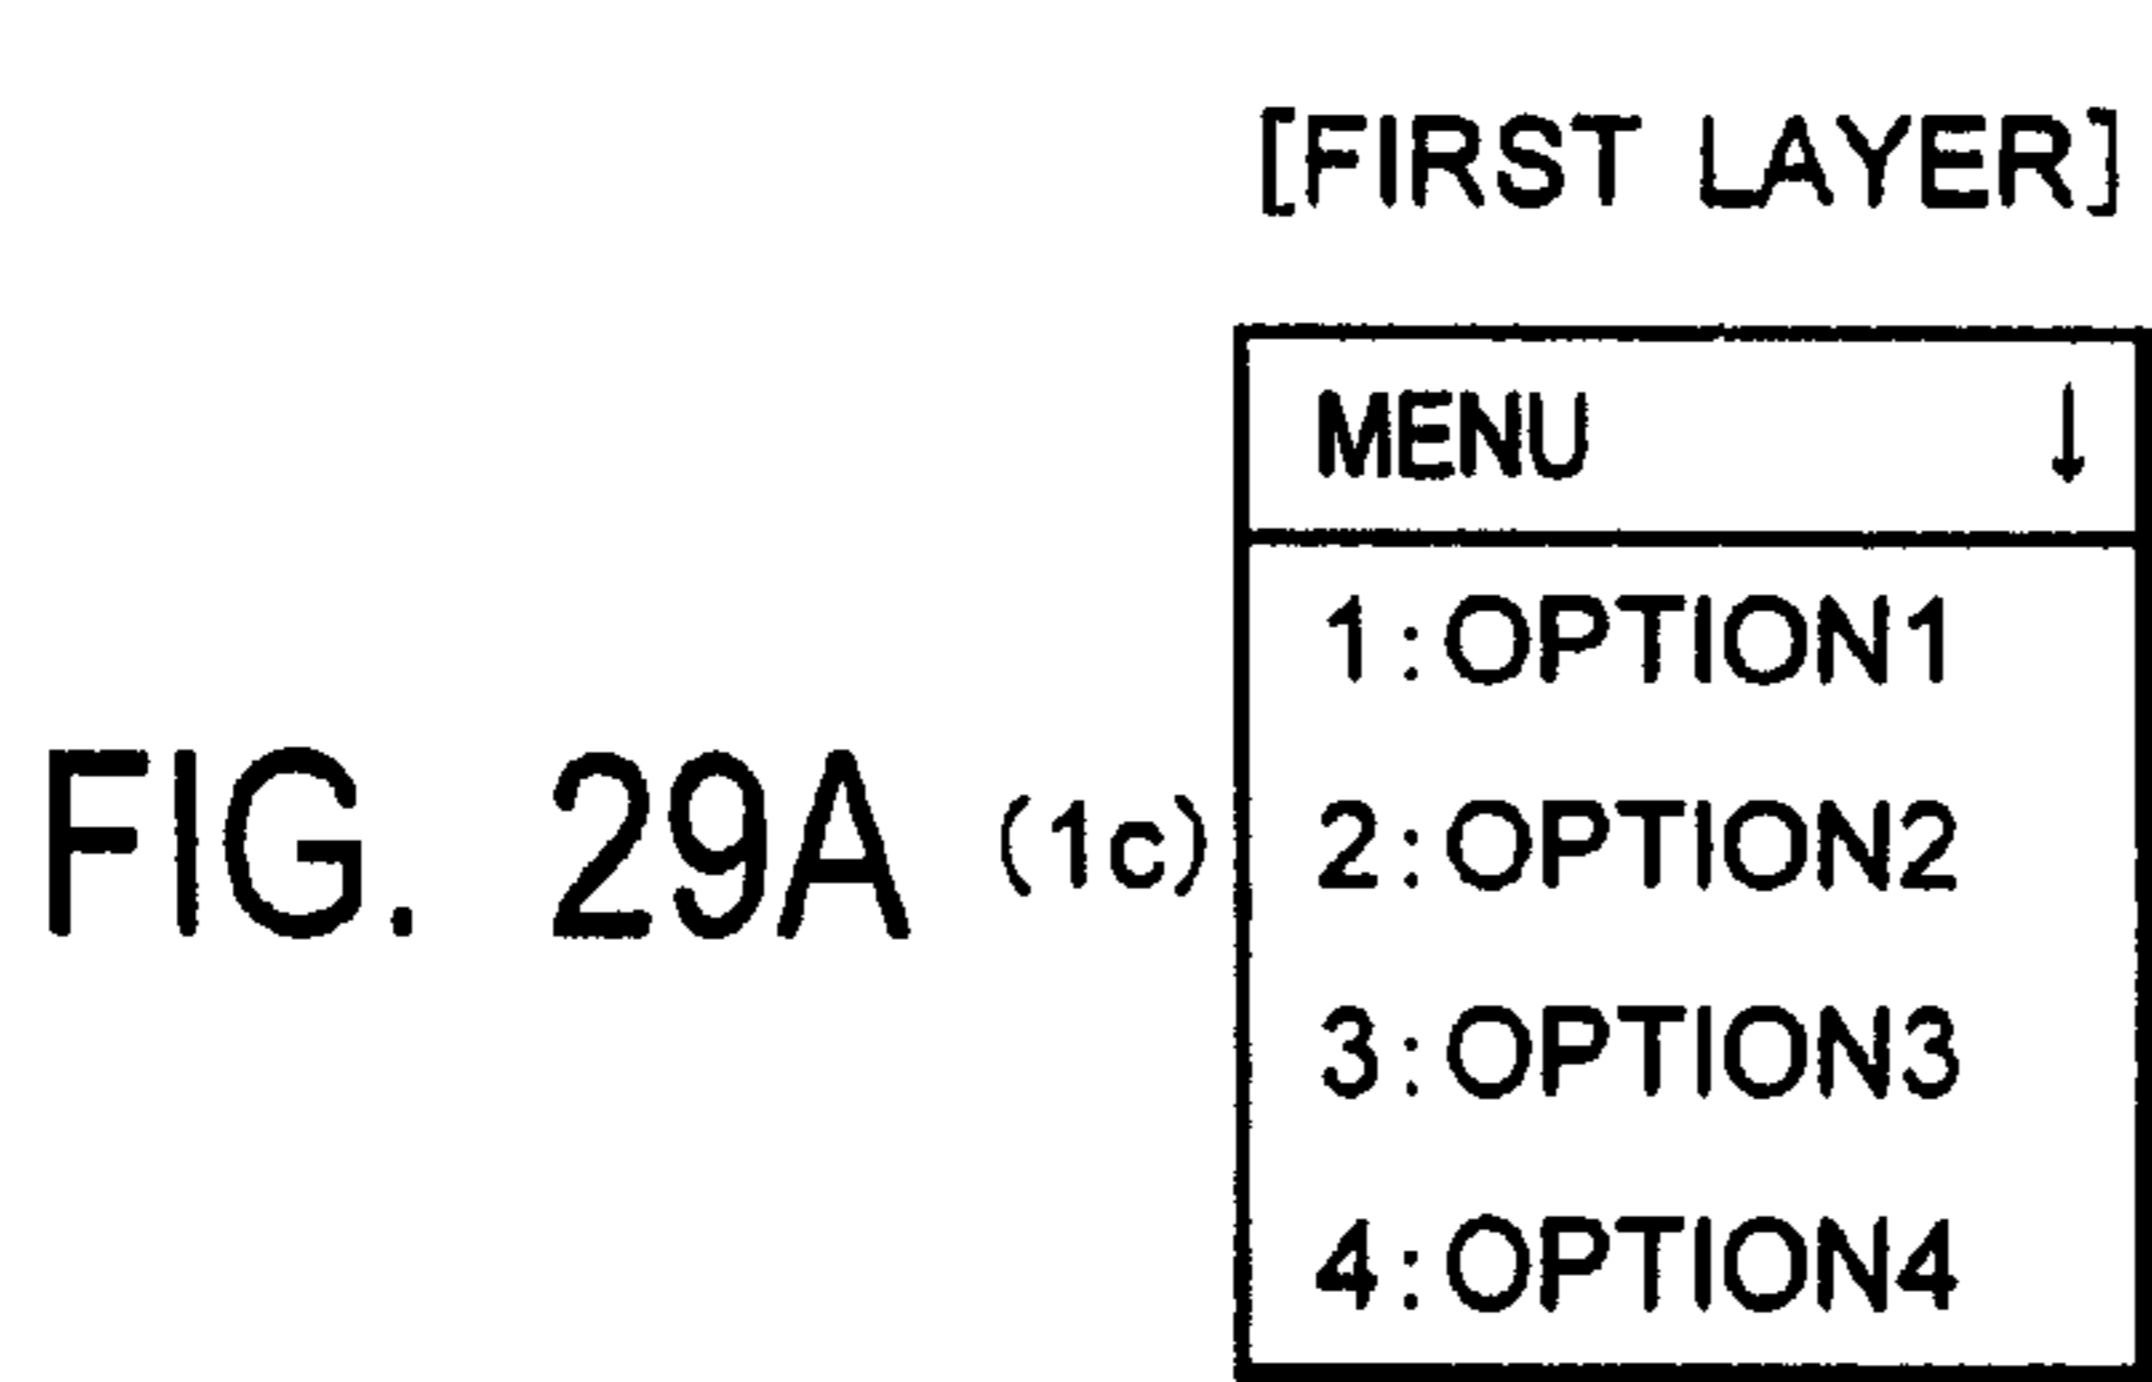 [FIRST LAYER]
MENU ↓
1:OPTION1
FIG. 29A (1c) 2:OPTION2
3:OPTION3
4:OPTION4